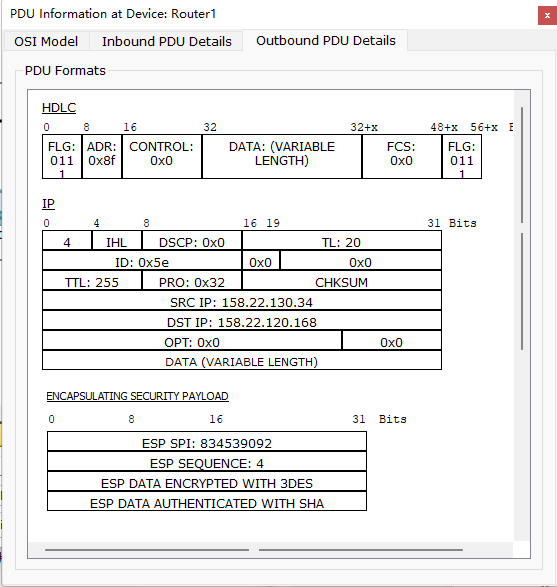 PDU Information at Device: Router1
x
OSI Model Inbound PDU Details Outbound PDU Details
PDU Formats
HDLC
0 8 16 32 32+x 48+x 56+x
FLG: 011 1 ADR: 0x8f CONTROL: 0x0 DATA: (VARIABLE LENGTH) FCS: 0x0 FLG: 011 1
IP
0 4 8 16 19 31 Bits
4 IHL DSCP: 0x0 TL: 20
ID: 0x5e 0x0 0x0
TTL: 255 PRO: 0x32 CHKSUM
SRC IP: 158.22.130.34
DST IP: 158.22.120.168
OPT: 0x0 0x0
DATA (VARIABLE LENGTH)
ENCAPSULATING SECURITY PAYLOAD
0 8 16 31 Bits
ESP SPI: 834539092
ESP SEQUENCE: 4
ESP DATA ENCRYPTED WITH 3DES
ESP DATA AUTHENTICATED WITH SHA